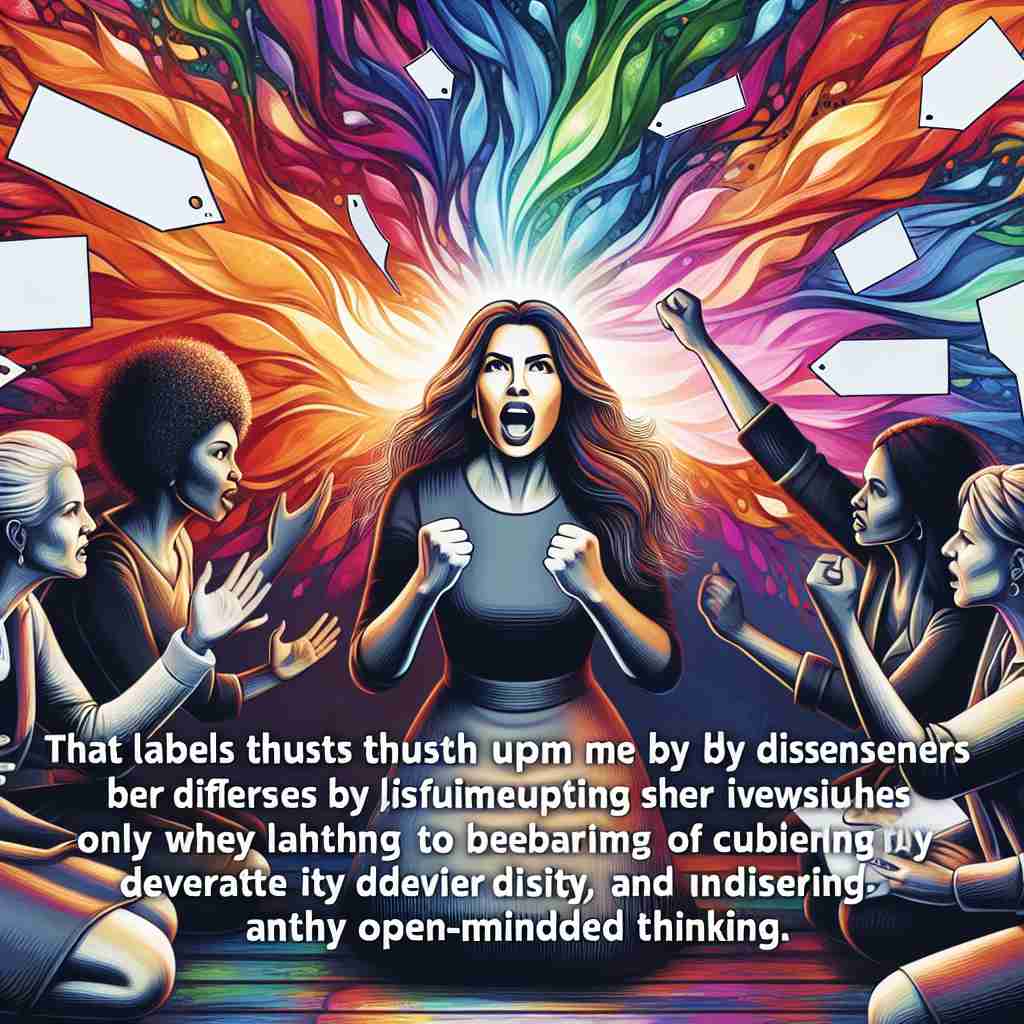 That labels thusts thusth upm me by by dissenseners
ber differses by lisfuimeupting sher ivewsiuhes
only whey lahthng to beebarimg of cubiering
deveratte ity ddevier disity, and indisering.
anthy open-mindded thinking.